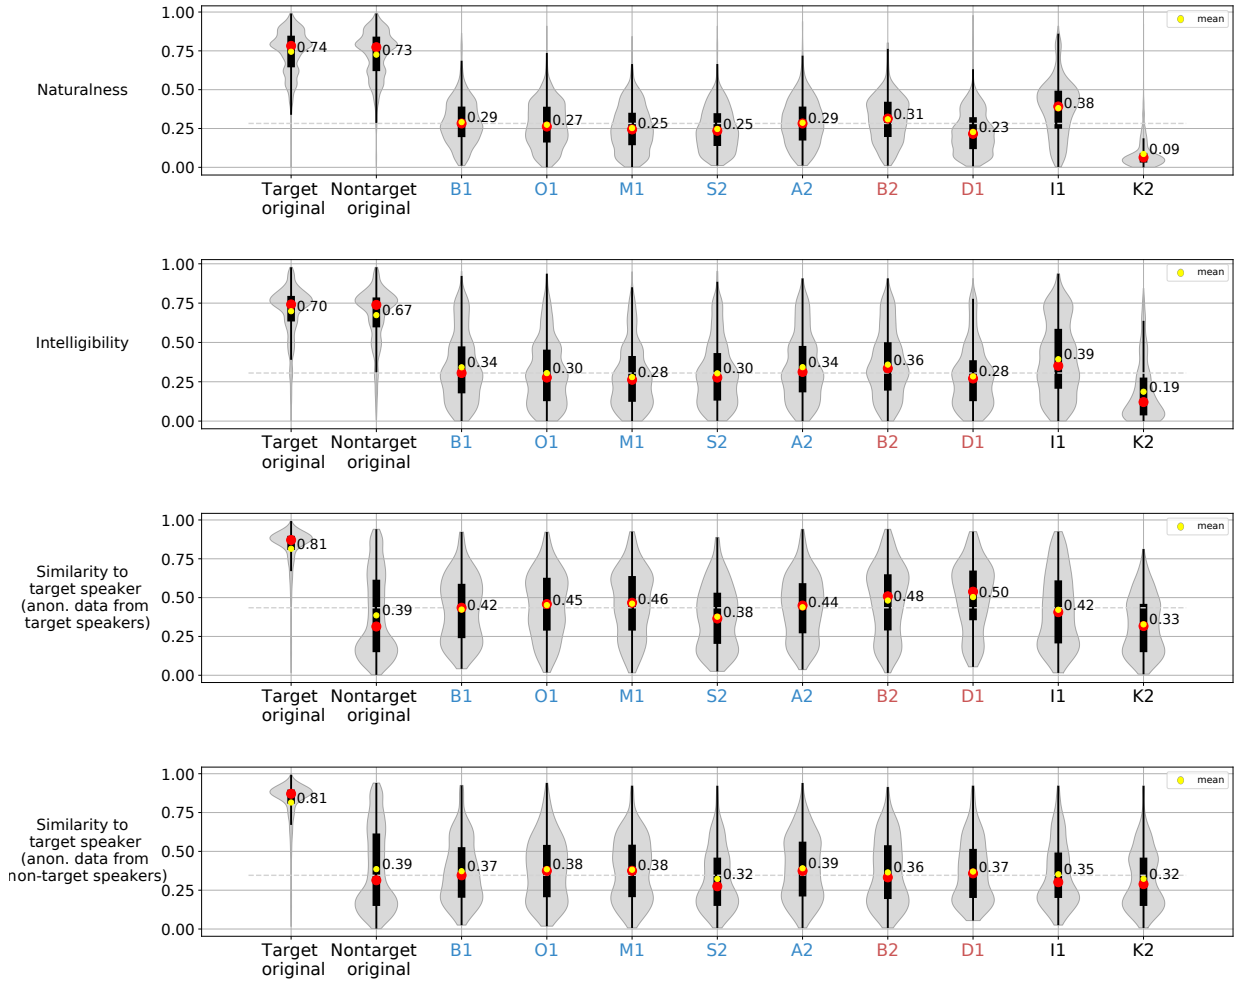 1.00
mean
0.75
Naturalness
0.50
0.25
0.00
0.74
0.73
0.29
0.27
0.25
0.25
0.29
0.31
0.23
0.38
0.09
Target original
Nontarget original
B1
O1
M1
S2
A2
B2
D1
I1
K2
1.00
mean
0.75
Intelligibility
0.50
0.25
0.00
0.70
0.67
0.34
0.30
0.28
0.30
0.34
0.36
0.28
0.39
0.19
Target original
Nontarget original
B1
O1
M1
S2
A2
B2
D1
I1
K2
1.00
mean
0.75
Similarity to
target speaker
(anon. data from
target speakers)
0.50
0.25
0.00
0.81
0.39
0.42
0.45
0.46
0.38
0.44
0.48
0.50
0.42
0.33
Target original
Nontarget original
B1
O1
M1
S2
A2
B2
D1
I1
K2
1.00
mean
0.75
Similarity to
target speaker
(anon. data from
non-target speakers)
0.50
0.25
0.00
0.81
0.39
0.37
0.38
0.38
0.32
0.39
0.36
0.37
0.35
0.32
Target original
Nontarget original
B1
O1
M1
S2
A2
B2
D1
I1
K2